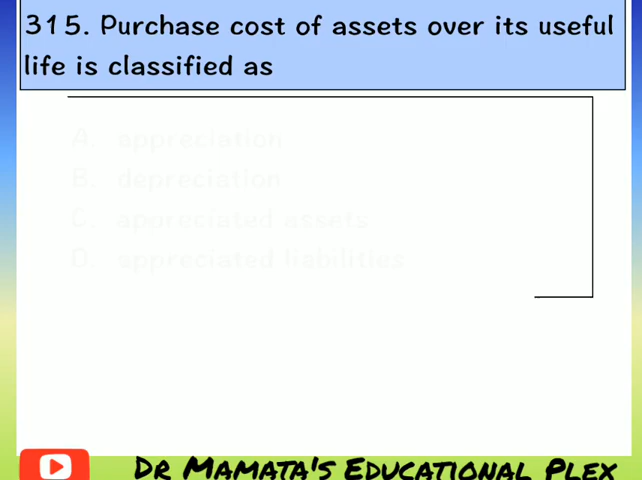 315. Purchase cost of assets over its useful
life is classified as
A. appreciation
B. depreciation
C. appreciated assets
D. appreciated liabilities
Dr Mamata's Educational Plex